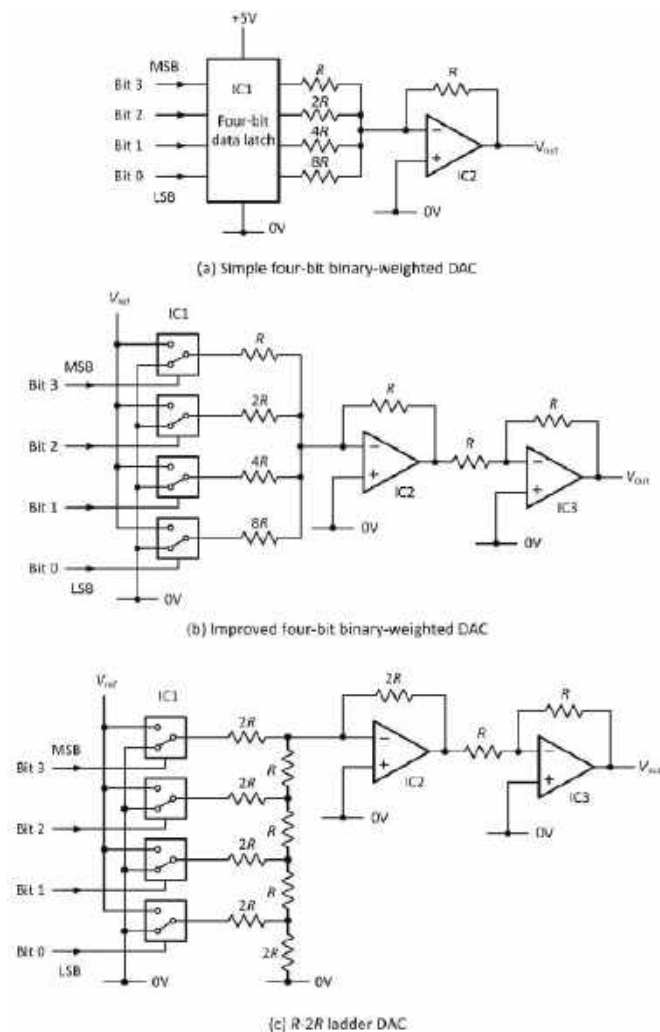 +5V
MSB
Bit 3
Bit 2
Bit 1
Bit 0
LSB
IC1
Four-bit
data latch
R
2R
4R
8R
R
IC2
Vout
0V
0V
(a) Simple four-bit binary-weighted DAC
Vref
IC1
MSB
Bit 3
Bit 2
Bit 1
Bit 0
LSB
0V
R
2R
4R
8R
R
IC2
0V
R
R
IC3
0V
Vout
(b) Improved four-bit binary-weighted DAC
Vref
IC1
MSB
Bit 3
Bit 2
Bit 1
Bit 0
LSB
0V
2R
R
2R
R
2R
R
2R
2R
0V
2R
IC2
0V
R
R
IC3
0V
Vout
(c) R-2R ladder DAC